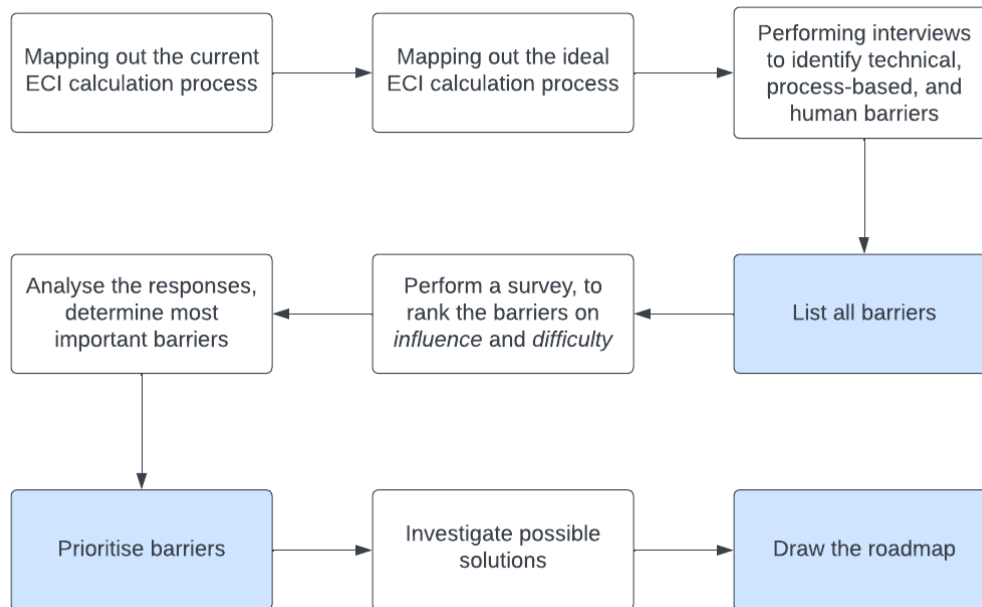 Mapping out the current
ECI calculation process
Mapping out the ideal
ECI calculation process
Performing interviews
to identify technical,
process-based, and
human barriers
List all barriers
Perform a survey, to
rank the barriers on
influence and difficulty
Analyse the responses,
determine most
important barriers
Prioritise barriers
Investigate possible
solutions
Draw the roadmap